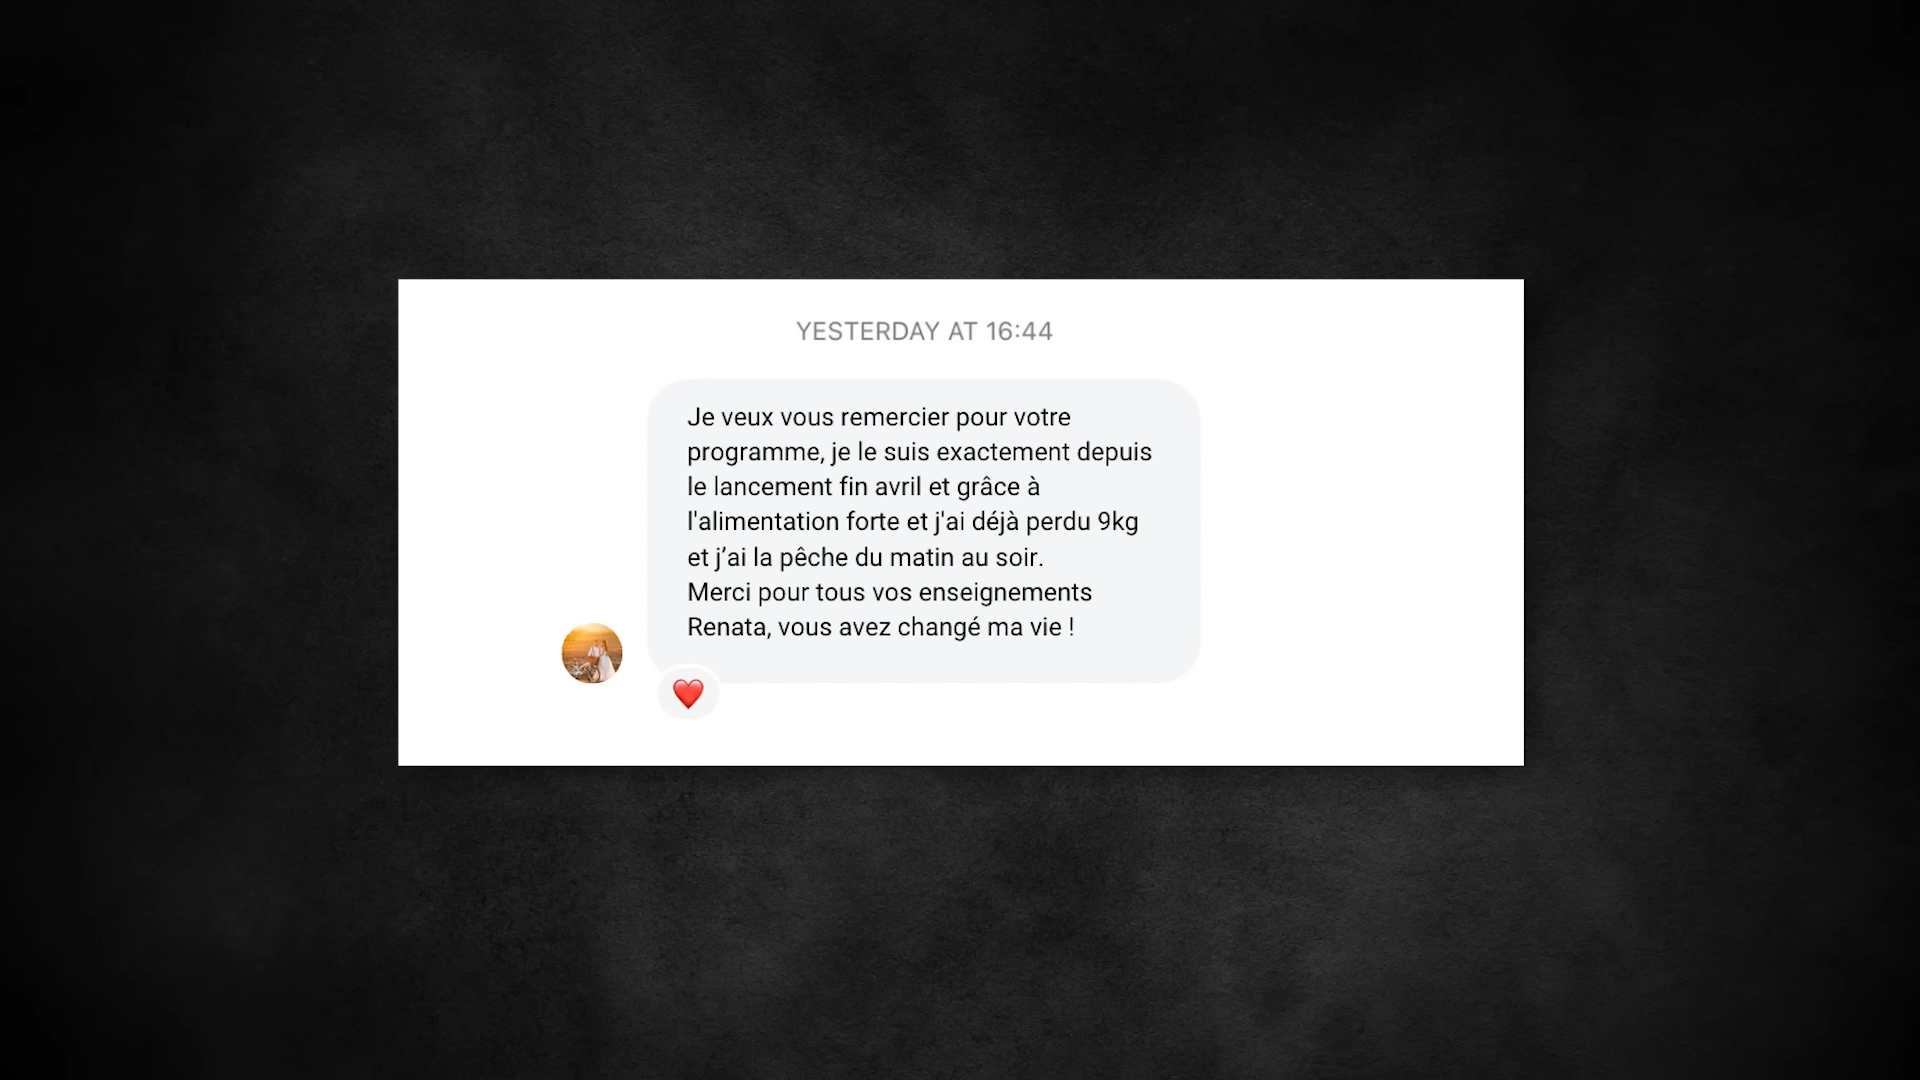 YESTERDAY AT 16:44
Je veux vous remercier pour votre
programme, je le suis exactement depuis
le lancement fin avril et grâce à
l'alimentation forte et j'ai déjà perdu 9kg
et j’ai la pêche du matin au soir.
Merci pour tous vos enseignements
Renata, vous avez changé ma vie !